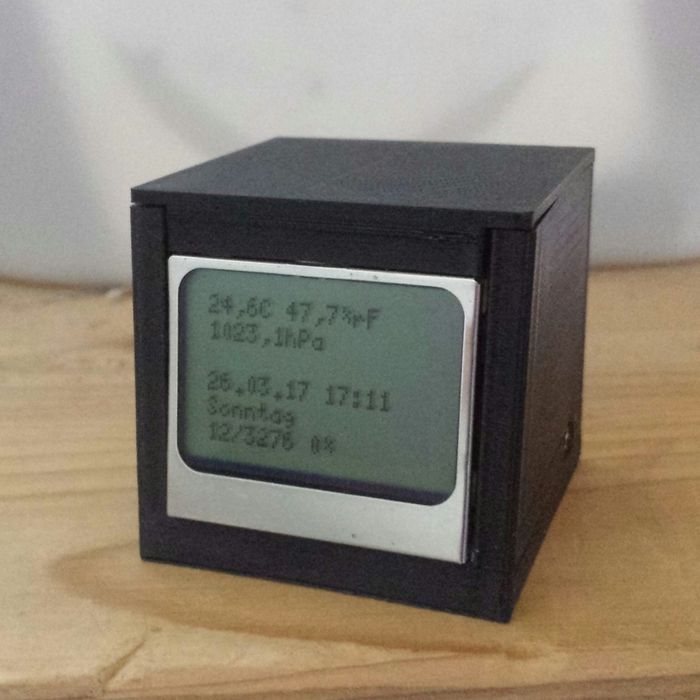 24,6C 47,7%rF
1023,1hPa
26.03.17 17:11
Sonntag
12/3276 0%